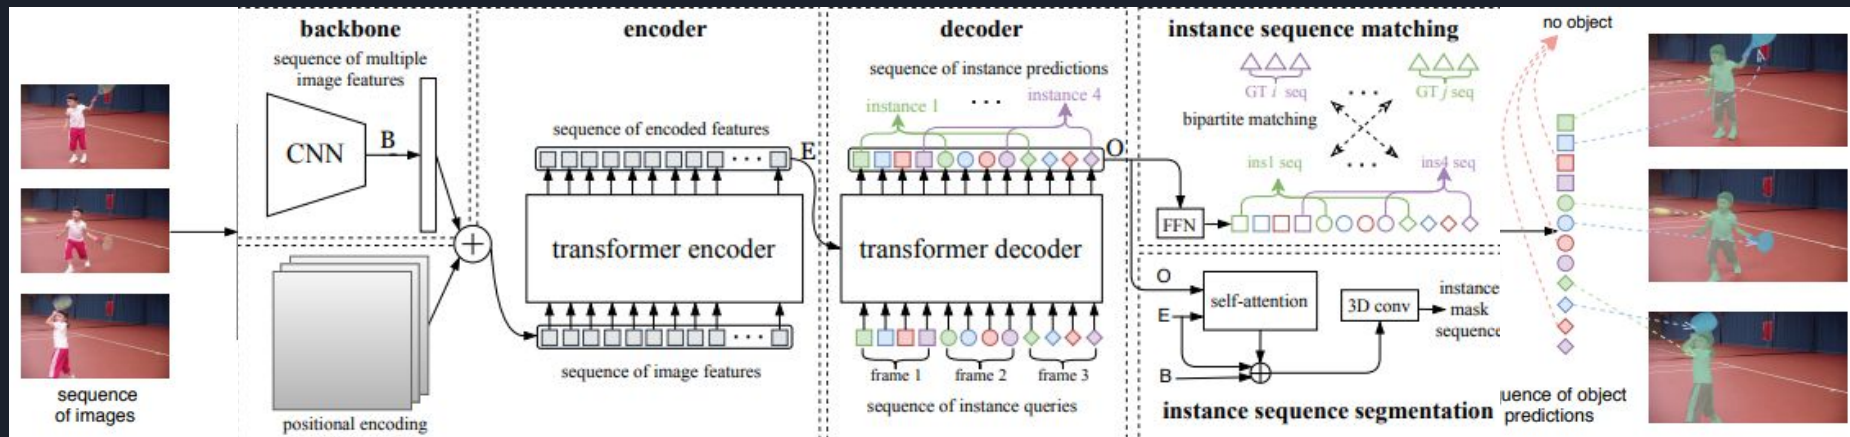 sequence
of images
backbone
sequence of multiple
image features
CNN
B
+
positional encoding
encoder
sequence of encoded features
E
transformer encoder
sequence of image features
decoder
sequence of instance predictions
instance 1
instance 4
O
transformer decoder
frame 1
frame 2
frame 3
sequence of instance queries
instance sequence matching
GT i seq
GT j seq
bipartite matching
ins1 seq
ins4 seq
FFN
O
self-attention
E
B
3D conv
instance
mask
sequence
instance sequence segmentation
no object
uence of object
predictions